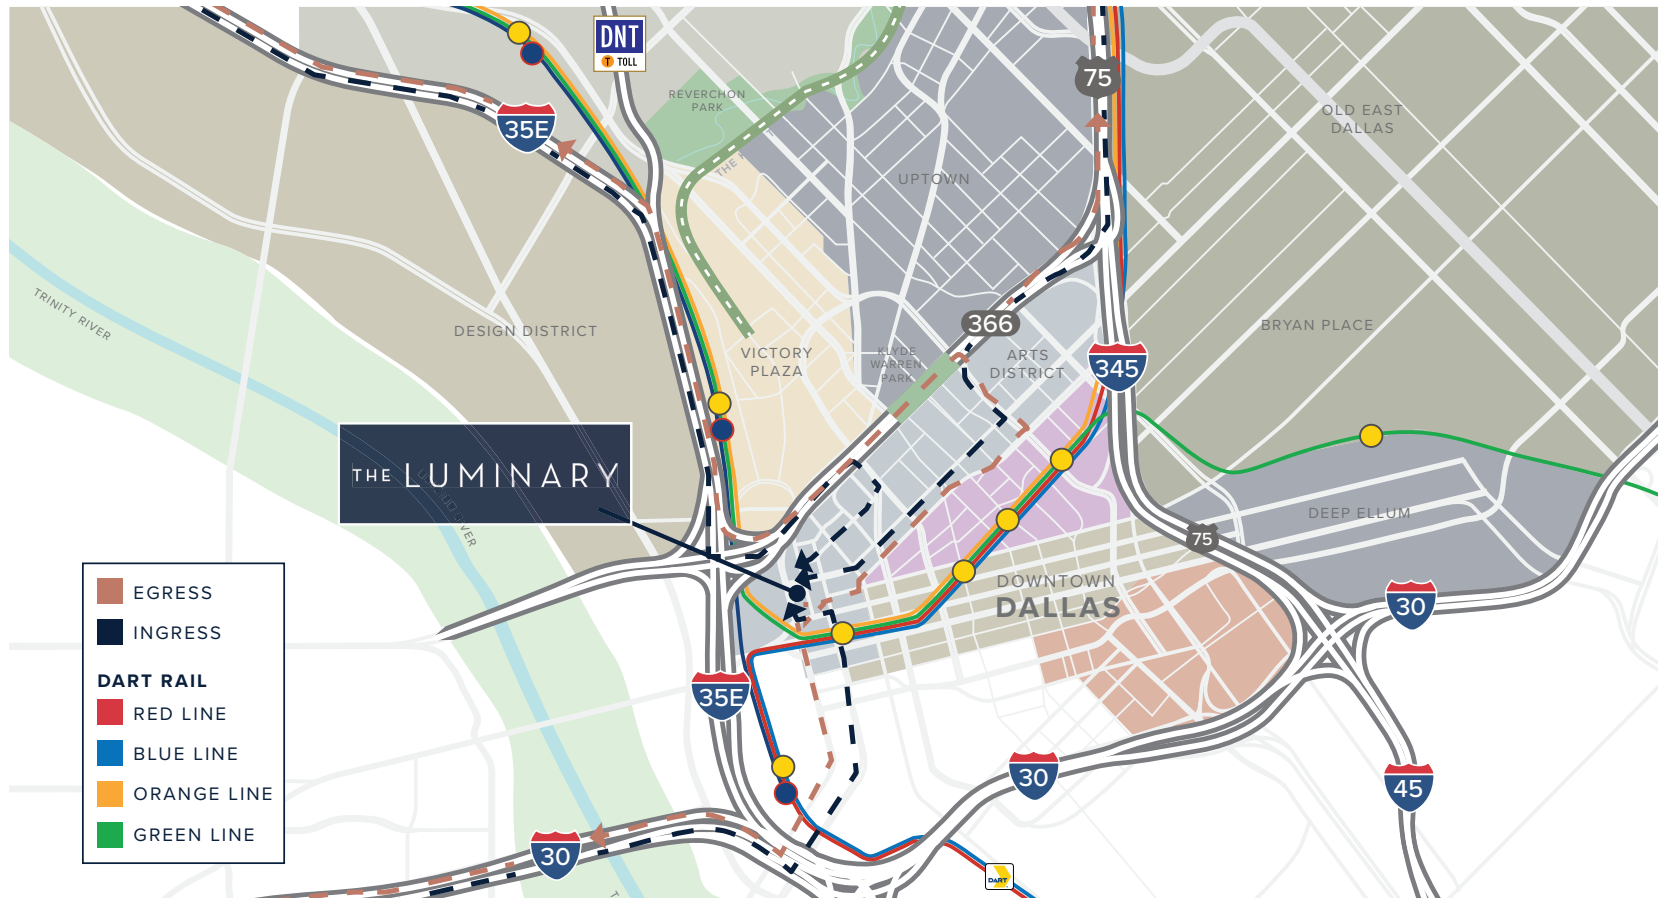 DNT
T TOLL
75
REVERCHON
PARK
35E
OLD EAST
DALLAS
THE K
UPTOWN
TRINITY RIVER
DESIGN DISTRICT
366
BRYAN PLACE
VICTORY
PLAZA
KLYDE
WARREN
PARK
ARTS
DISTRICT
345
THE LUMINARY
RIVER
DEEP ELLUM
75
DOWNTOWN
DALLAS
30
EGRESS
INGRESS
DART RAIL
RED LINE
BLUE LINE
ORANGE LINE
GREEN LINE
35E
30
45
30
DART
T